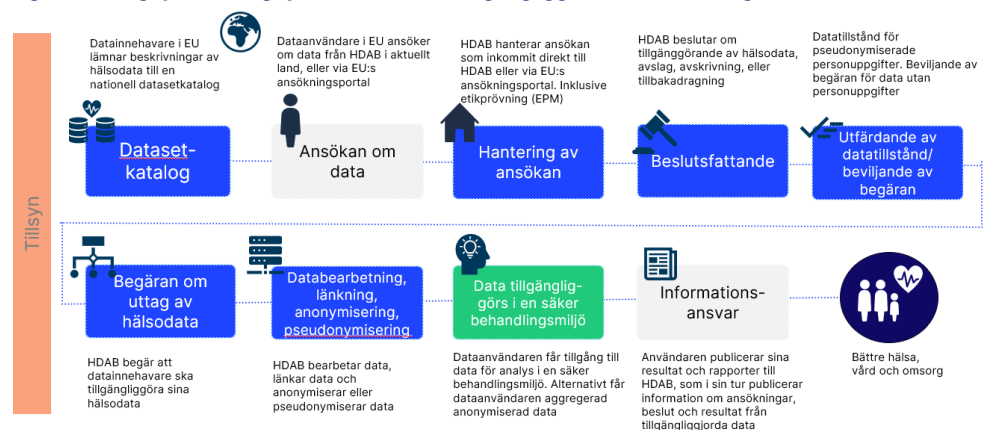 Datainnehavare i EU
lämnar beskrivningar av
hälsodata till en
nationell datasetkatalog
Dataset-
katalog
Dataanvändare i EU ansöker
om data från HDAB i aktuellt
land, eller via EU:s
ansökningsportal
Ansökan om
data
HDAB hanterar ansökan
som inkommit direkt till
HDAB eller via EU:s
ansökningsportal. Inklusive
etikprövning (EPM)
Hantering av
ansökan
HDAB beslutar om
tillgänggörande av hälsodata,
avslag, avskrivning, eller
tillbakadragning
Beslutsfattande
Datatillstånd för
pseudonymiserade
personuppgifter. Beviljande av
begäran för data utan
personuppgifter
Utfärdande av
datatillstånd/
beviljande av
begäran
Tillsyn
Begäran om
uttag av
hälsodata
HDAB begär att
datainnehavare ska
tillgängliggöra sina
hälsodata
Databearbetning,
länkning,
anonymisering,
pseudonymisering
HDAB bearbetar data,
länkar data och
anonymiserar eller
pseudonymiserar data
Data tillgänglig-
görs i en säker
behandlingsmiljö
Dataanvändaren får tillgång till
data för analys i en säker
behandlingsmiljö. Alternativt får
dataanvändaren aggregerad
anonymiserad data
Informations-
ansvar
Användaren publicerar sina
resultat och rapporter till
HDAB, som i sin tur publicerar
information om ansökningar,
beslut och resultat från
tillgängliggjorda data
Bättre hälsa,
vård och omsorg